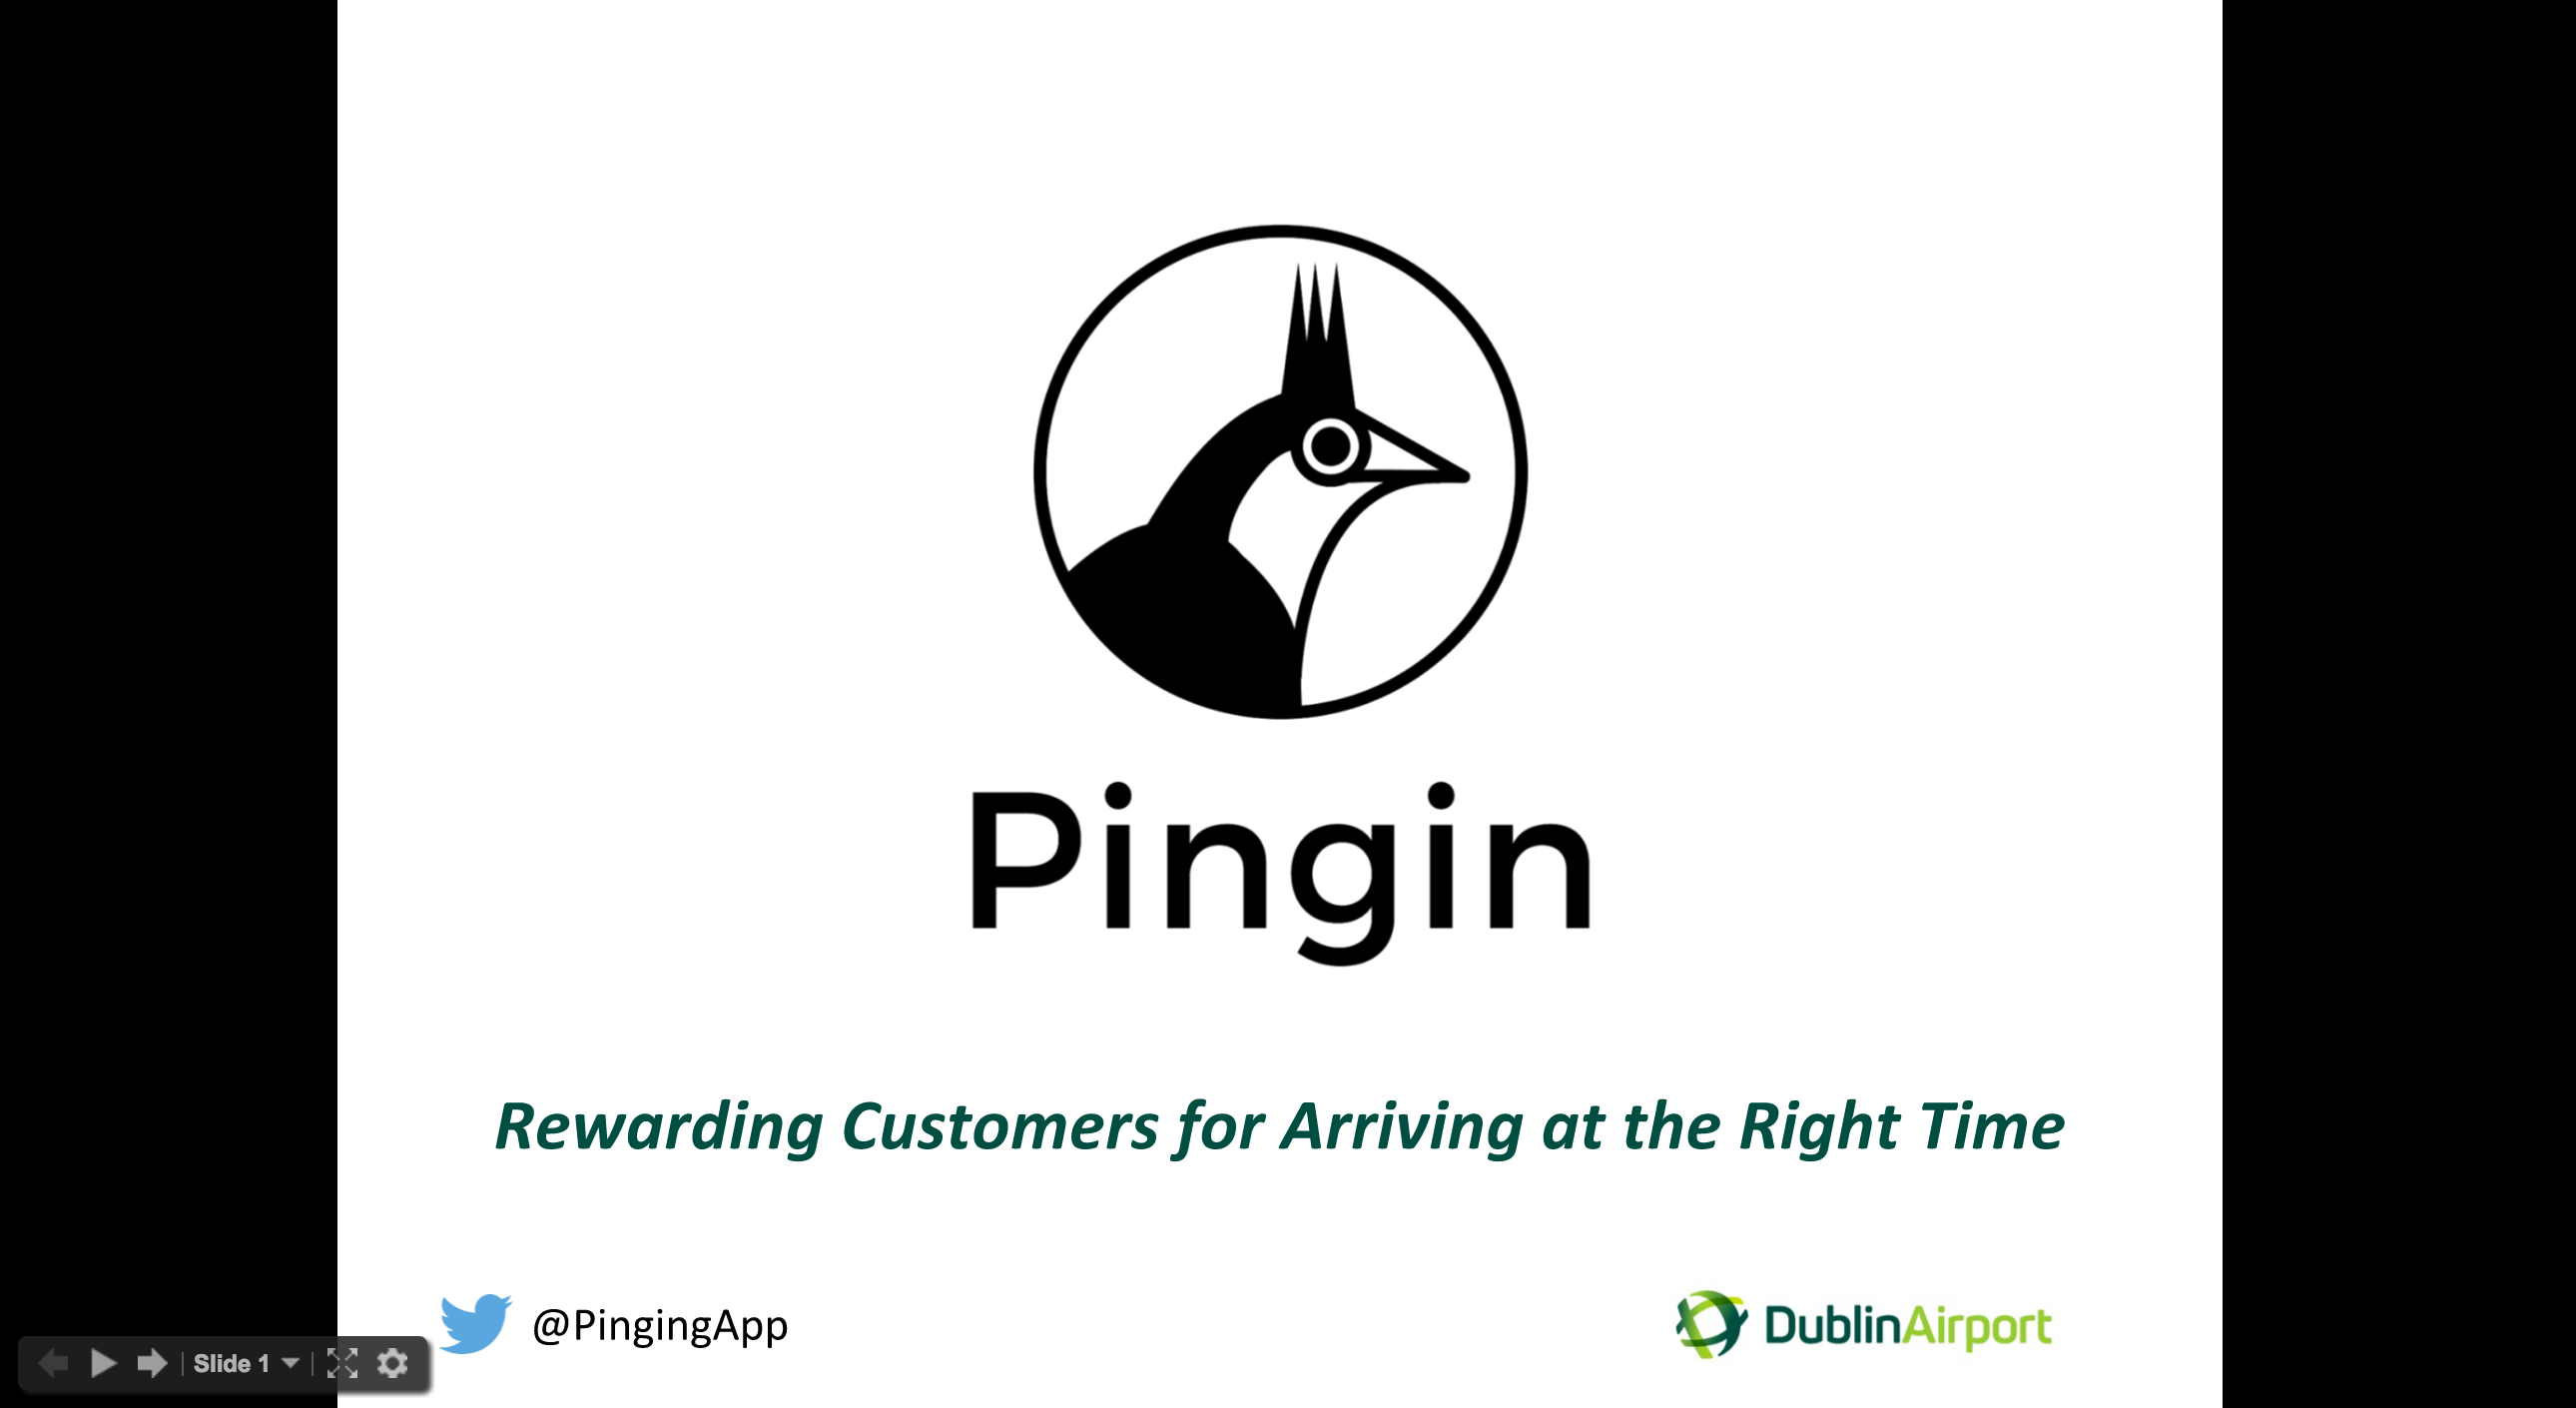 Pingin
Rewarding Customers for Arriving at the Right Time
@PingingApp
DublinAirport
Slide 1